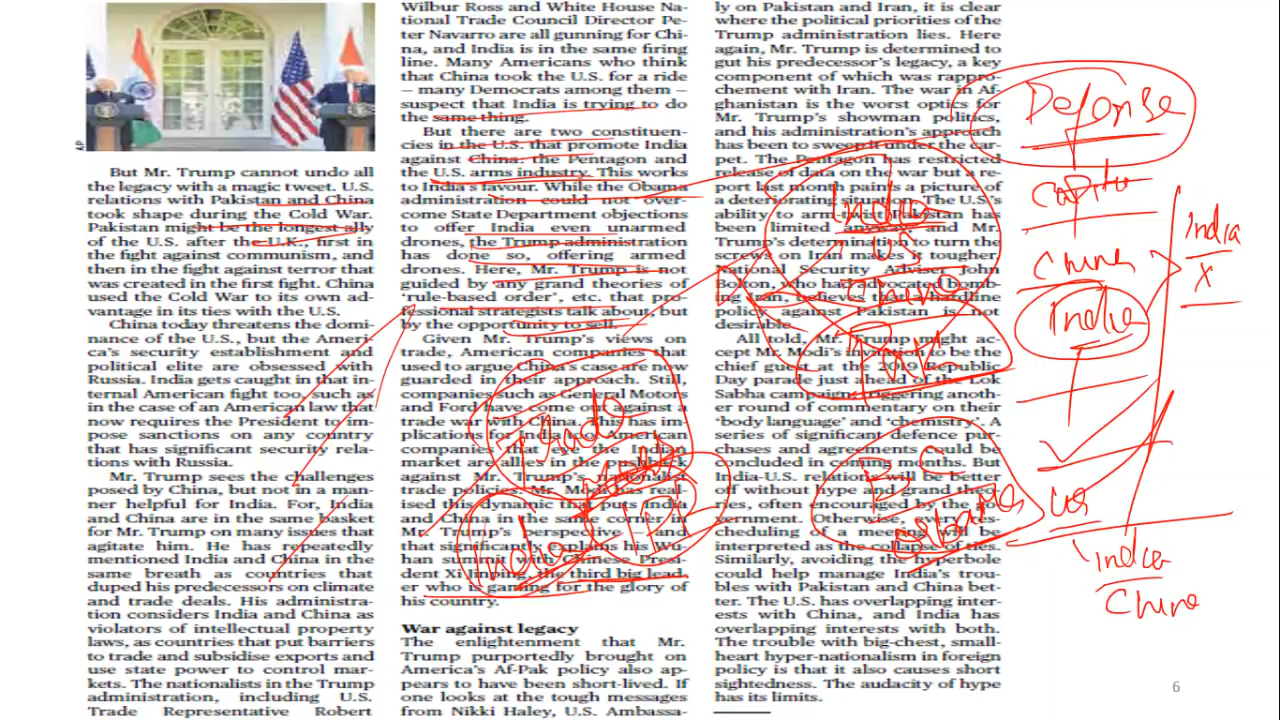 AP
But Mr. Trump cannot undo all
the legacy with a magic tweet. U.S.
relations with Pakistan and China
took shape during the Cold War.
Pakistan might be the longest ally
of the U.S. after the U.K., first in
the fight against communism, and
then in the fight against terror that
was created in the first fight. China
used the Cold War to its own ad-
vantage in its ties with the U.S.
China today threatens the domi-
nance of the U.S., but the Ameri-
ca's security establishment and
political elite are obsessed with
Russia. India gets caught in that in-
ternal American fight too, such as
in the case of an American law that
now requires the President to im-
pose sanctions on any country
that has significant security rela-
tions with Russia.
Mr. Trump sees the challenges
posed by China, but not in a man-
ner helpful for India. For, India
and China are in the same basket
for Mr. Trump on many issues that
agitate him. He has repeatedly
mentioned India and China in the
same breath as countries that
duped his predecessors on climate
and trade deals. His administra-
tion considers India and China as
violators of intellectual property
laws, as countries that put barriers
to trade and subsidise exports and
use state power to control mar-
kets. The nationalists in the Trump
administration, including U.S.
Trade Representative Robert
Wilbur Ross and White House Na-
tional Trade Council Director Pe-
ter Navarro are all gunning for Chi-
na, and India is in the same firing
line. Many Americans who think
that China took the U.S. for a ride
— many Democrats among them —
suspect that India is trying to do
the same thing.
But there are two constituen-
cies in the U.S. that promote India
against China: the Pentagon and
the U.S. arms industry. This works
to India's favour. While the Obama
administration could not over-
come State Department objections
to offer India even unarmed
drones, the Trump administration
has done so, offering armed
drones. Here, Mr. Trump is not
guided by any grand theories of
'rule-based order', etc. that pro-
fessional strategists talk about, but
by the opportunity to sell.
Given Mr. Trump's views on
trade, American companies that
used to argue China's case are now
guarded in their approach. Still,
companies such as General Motors
and Ford have come out against a
trade war with China. This has im-
plications for India too. American
companies that eye the Indian
market are allies in the pushback
against Mr. Trump's nationalist
trade policies. Mr. Modi has real-
ised this dynamic that puts India
and China in the same corner in
Mr. Trump's perspective — and
that significantly explains his Wu-
han summit with Chinese Presi-
dent Xi Jinping, the third big lead-
er who is gunning for the glory of
his country.
War against legacy
The enlightenment that Mr.
Trump purportedly brought on
America's Af-Pak policy also ap-
pears to have been short-lived. If
one looks at the tough messages
from Nikki Haley, U.S. Ambassa-
ly on Pakistan and Iran, it is clear
where the political priorities of the
Trump administration lies. Here
again, Mr. Trump is determined to
gut his predecessor's legacy, a key
component of which was rappro-
chement with Iran. The war in Af-
ghanistan is the worst optics for
Mr. Trump's showman politics,
and his administration's approach
has been to sweep it under the car-
pet. The Pentagon has restricted
release of data on the war but a re-
port last month paints a picture of
a deteriorating situation. The U.S.'s
ability to arm twist Pakistan has
been limited anyway and Mr.
Trump's determination to turn the
screws on Iran makes it tougher.
National Security Adviser John
Bolton, who had advocated bomb-
ing Iran, believes that a hardline
policy against Pakistan is not
desirable.
All told, Mr. Trump might ac-
cept Mr. Modi's invitation to be the
chief guest at the 2019 Republic
Day parade just ahead of the Lok
Sabha campaign, triggering anoth-
er round of commentary on their
'body language' and 'chemistry'. A
series of significant defence pur-
chases and agreements could be
concluded in coming months. But
India-U.S. relations will be better
off without hype and grand theo-
ries, often encouraged by the gov-
ernment. Otherwise, every res-
cheduling of a meeting will be
interpreted as the collapse of ties.
Similarly, avoiding the hyperbole
could help manage India's trou-
bles with Pakistan and China bet-
ter. The U.S. has overlapping inter-
ests with China, and India has
overlapping interests with both.
The trouble with big-chest, small-
heart hyper-nationalism in foreign
policy is that it also causes short
sightedness. The audacity of hype
has its limits.
Defense
China
India
India
X
US
India
China
India
US
China
Pak
Trade
India
6